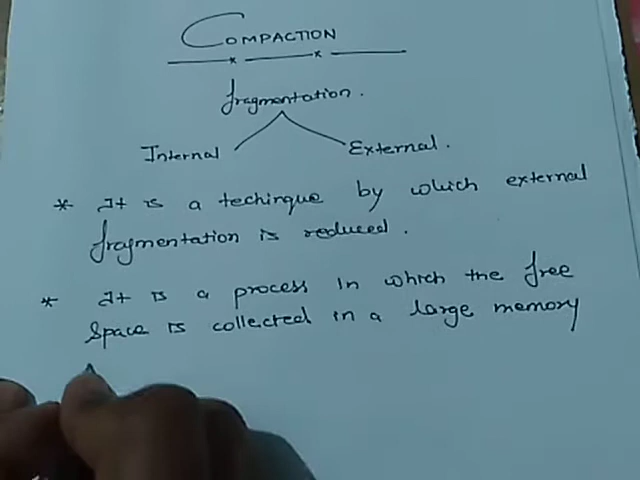 COMPACTION
fragmentation.
Internal External.
* It is a techinque by which external
fragmentation is reduced.
* It is a process in which the free
Space is collected in a large memory